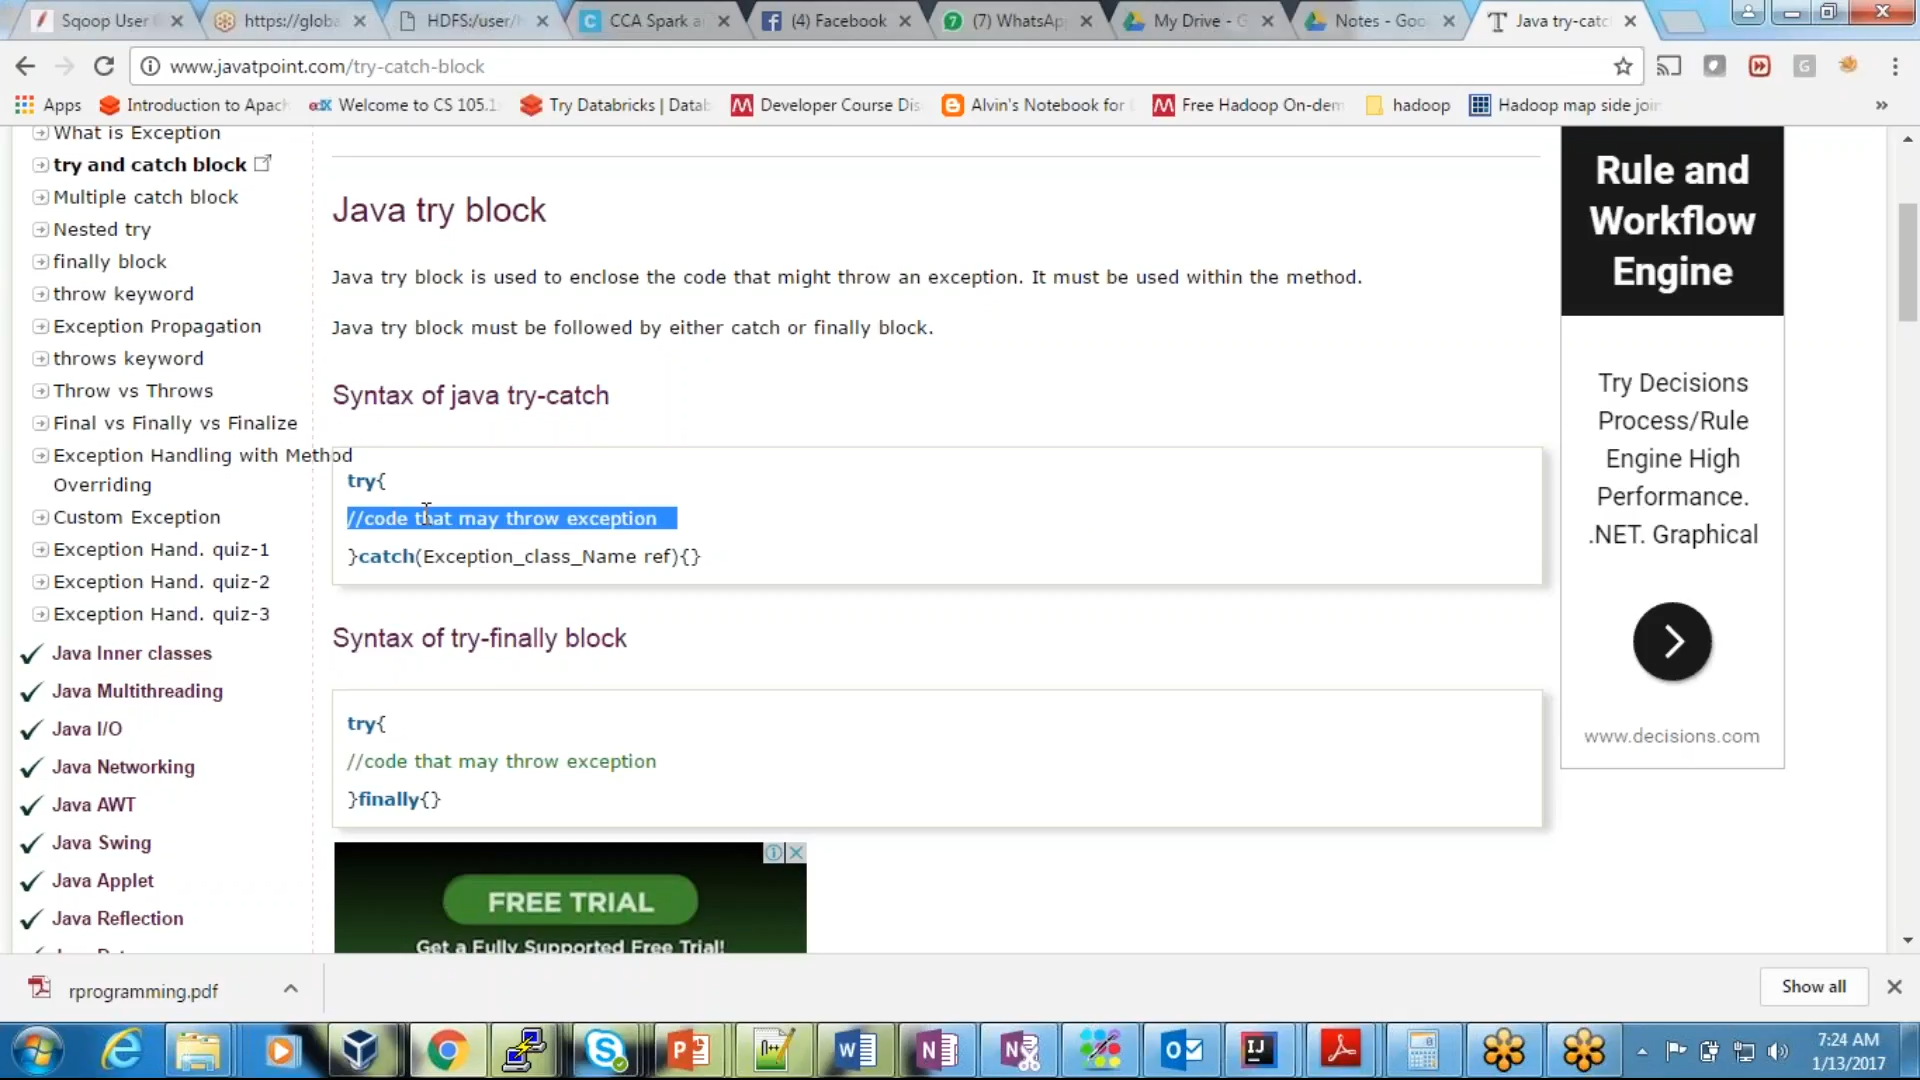 Sqoop User
https://globa
HDFS:/user/
CCA Spark a
(4) Facebook
(7) WhatsAp
My Drive - G
Notes - Goo
Java try-catc
www.javatpoint.com/try-catch-block
Apps
Introduction to Apach
edX Welcome to CS 105.1
Try Databricks | Datab
Developer Course Dis
Alvin's Notebook for
Free Hadoop On-dem
hadoop
Hadoop map side join
»
What is Exception
try and catch block
Multiple catch block
Nested try
finally block
throw keyword
Exception Propagation
throws keyword
Throw vs Throws
Final vs Finally vs Finalize
Exception Handling with Method
Overriding
Custom Exception
Exception Hand. quiz-1
Exception Hand. quiz-2
Exception Hand. quiz-3
Java Inner classes
Java Multithreading
Java I/O
Java Networking
Java AWT
Java Swing
Java Applet
Java Reflection
Java try block
Java try block is used to enclose the code that might throw an exception. It must be used within the method.
Java try block must be followed by either catch or finally block.
Syntax of java try-catch
try{
//code that may throw exception
}catch(Exception_class_Name ref){}
Syntax of try-finally block
try{
//code that may throw exception
}finally{}
FREE TRIAL
Get a Fully Supported Free Trial!
Rule and
Workflow
Engine
Try Decisions
Process/Rule
Engine High
Performance.
.NET. Graphical
www.decisions.com
rprogramming.pdf
Show all
7:24 AM
1/13/2017